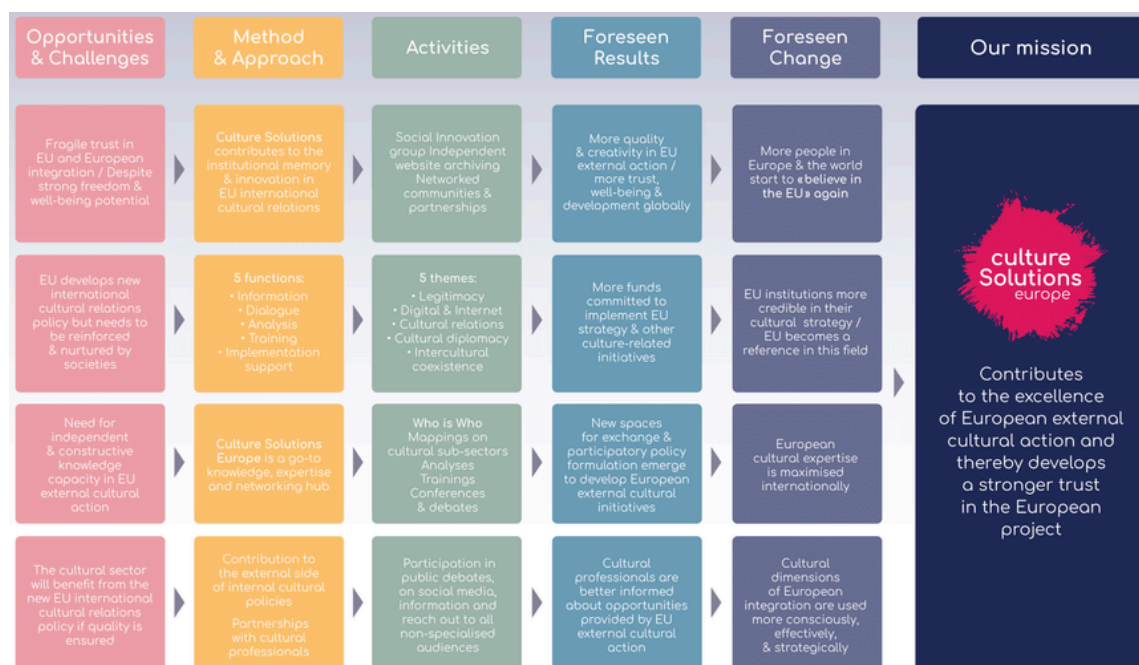 Opportunities
& Challenges
Method
& Approach
Activities
Foreseen
Results
Foreseen
Change
Our mission
Fragile trust in
EU and European
integration / Despite
strong freedom &
well-being potential
Culture Solutions
contributes to the
institutional memory
& innovation in
EU international
cultural relations
Social Innovation
group Independent
website archiving
Networked
communities &
partnerships
More quality
& creativity in EU
external action /
more trust,
well-being &
development globally
More people in
Europe & the world
start to «believe in
the EU» again
EU develops new
international
cultural relations
policy but needs to
be reinforced
& nurtured by
societies
5 functions:
• Information
• Dialogue
• Analysis
• Training
• Implementation
support
5 themes:
• Legitimacy
• Digital & Internet
• Cultural relations
• Cultural diplomacy
• Intercultural
coexistence
More funds
committed to
implement EU
strategy & other
culture-related
initiatives
EU institutions more
credible in their
cultural strategy /
EU becomes a
reference in this field
Need for
independent
& constructive
knowledge
capacity in EU
external cultural
action
Culture Solutions
Europe is a go-to
knowledge, expertise
and networking hub
Who is Who
Mappings on
cultural sub-sectors
Analyses
Trainings
Conferences
& debates
New spaces
for exchange &
participatory policy
formulation emerge
to develop European
external cultural
initiatives
European
cultural expertise
is maximised
internationally
The cultural sector
will benefit from the
new EU international
cultural relations
policy if quality is
ensured
Contribution to
the external side
of internal cultural
policies
Partnerships
with cultural
professionals
Participation in
public debates,
on social media,
information and
reach out to all
non-specialised
audiences
Cultural
professionals are
better informed
about opportunities
provided by EU
external cultural
action
Cultural
dimensions
of European
integration are used
more consciously,
effectively,
& strategically
culture
Solutions
europe
Contributes
to the excellence
of European external
cultural action and
thereby develops
a stronger trust
in the European
project